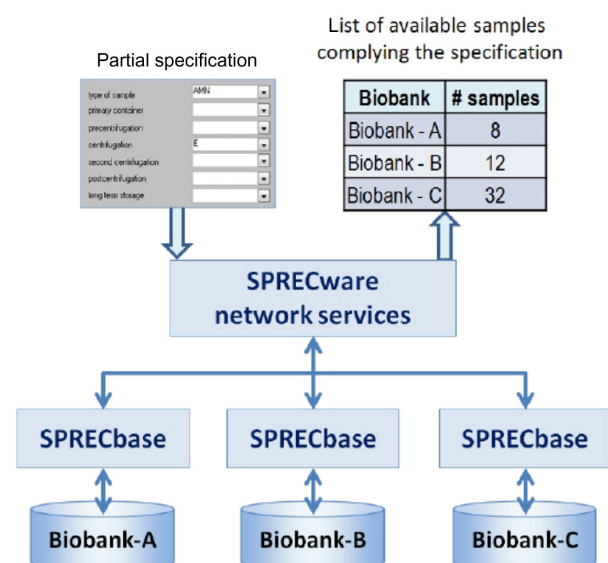 List of available samples
complying the specification
Partial specification
type of sample AMN
primary container
precentrifugation
centrifugation E
second centrifugation
postcentrifugation
long term storage
Biobank # samples
Biobank - A 8
Biobank - B 12
Biobank - C 32
SPRECware
network services
SPRECbase SPRECbase SPRECbase
Biobank-A Biobank-B Biobank-C